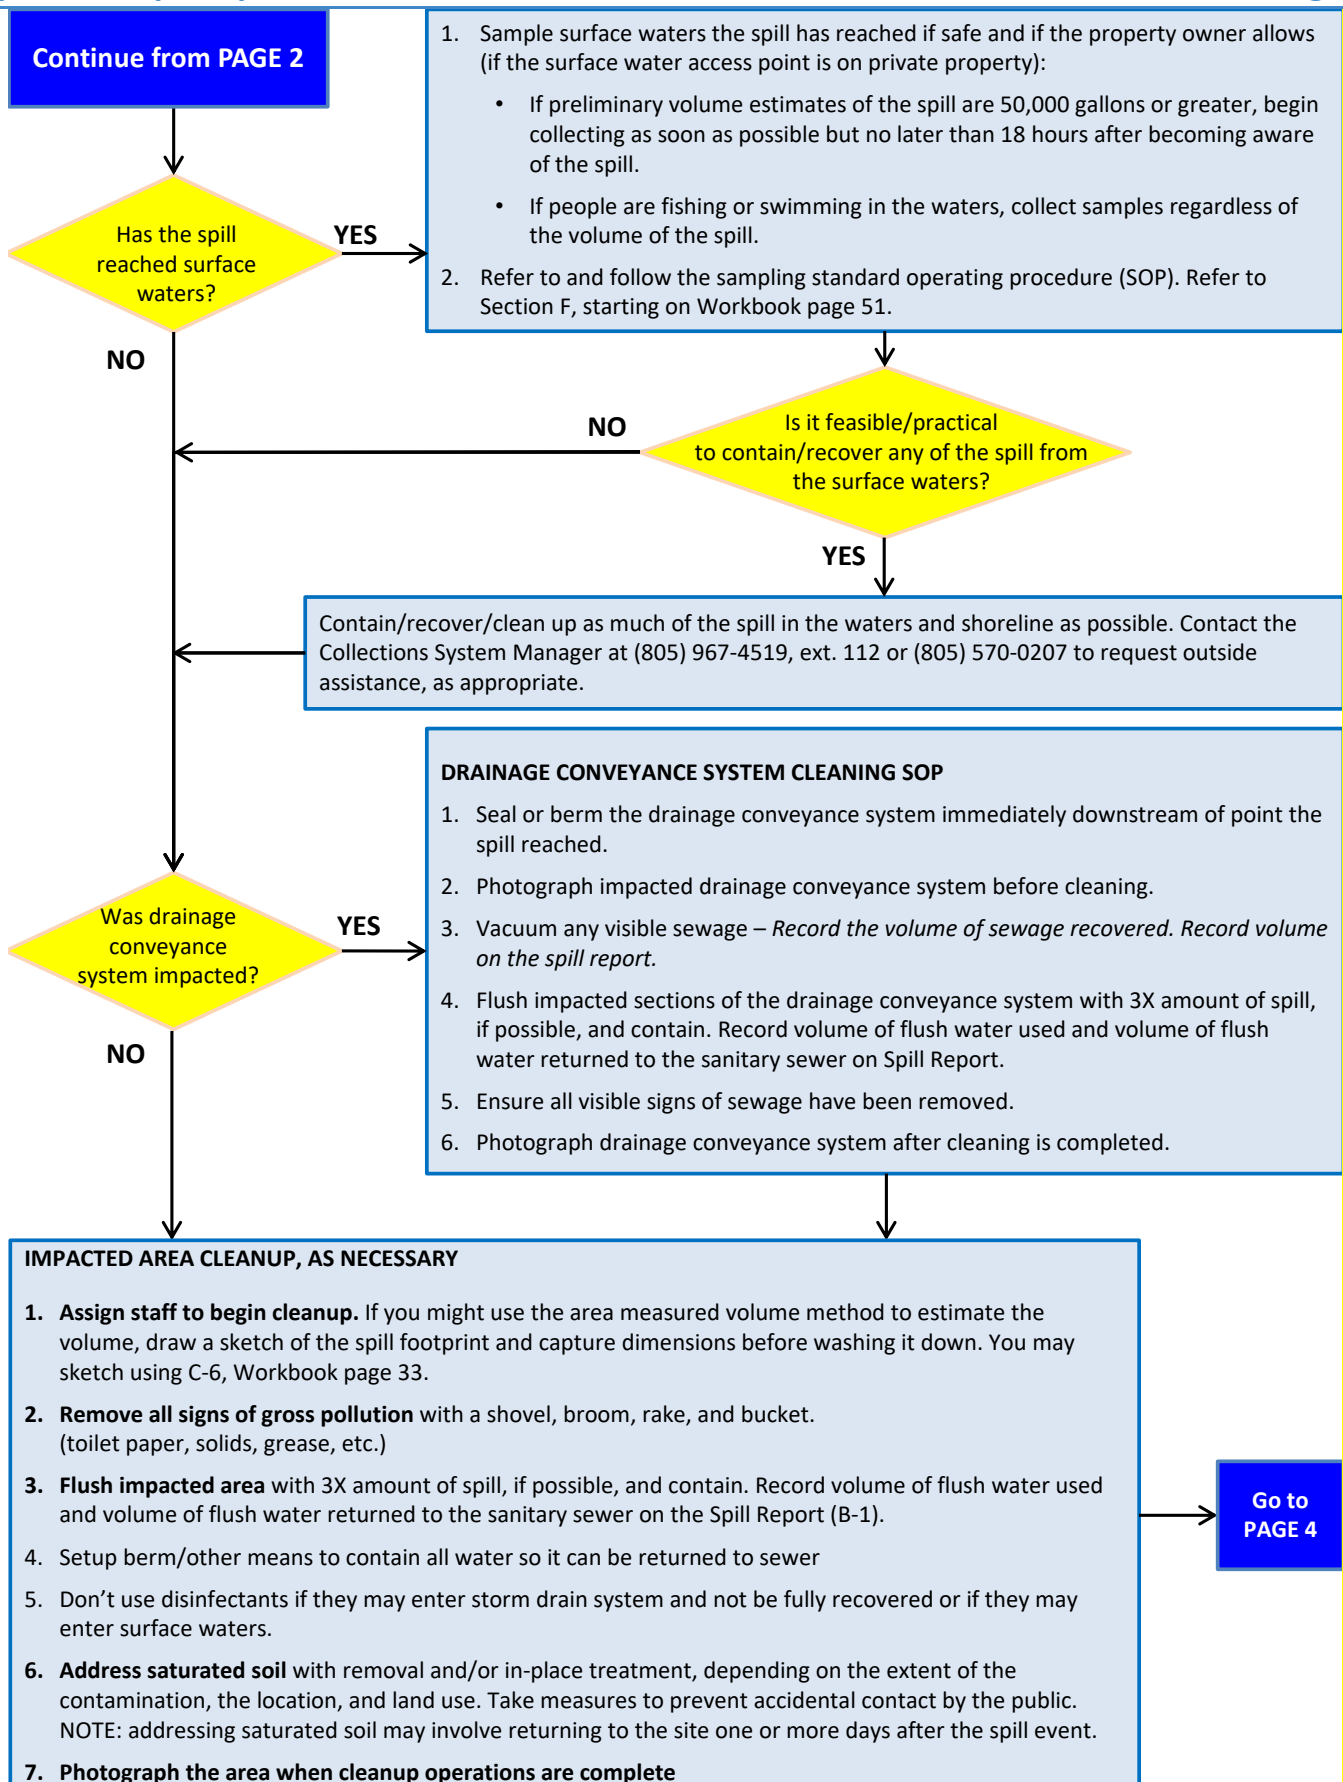 Continue from PAGE 2
1. Sample surface waters the spill has reached if safe and if the property owner allows
(if the surface water access point is on private property):
• If preliminary volume estimates of the spill are 50,000 gallons or greater, begin
collecting as soon as possible but no later than 18 hours after becoming aware
of the spill.
• If people are fishing or swimming in the waters, collect samples regardless of
the volume of the spill.
2. Refer to and follow the sampling standard operating procedure (SOP). Refer to
Section F, starting on Workbook page 51.
Has the spill
reached surface
waters?
YES
NO
Is it feasible/practical
to contain/recover any of the spill from
the surface waters?
NO
YES
Contain/recover/clean up as much of the spill in the waters and shoreline as possible. Contact the
Collections System Manager at (805) 967-4519, ext. 112 or (805) 570-0207 to request outside
assistance, as appropriate.
DRAINAGE CONVEYANCE SYSTEM CLEANING SOP
1. Seal or berm the drainage conveyance system immediately downstream of point the
spill reached.
2. Photograph impacted drainage conveyance system before cleaning.
3. Vacuum any visible sewage – Record the volume of sewage recovered. Record volume
on the spill report.
4. Flush impacted sections of the drainage conveyance system with 3X amount of spill,
if possible, and contain. Record volume of flush water used and volume of flush
water returned to the sanitary sewer on Spill Report.
5. Ensure all visible signs of sewage have been removed.
6. Photograph drainage conveyance system after cleaning is completed.
Was drainage
conveyance
system impacted?
YES
NO
IMPACTED AREA CLEANUP, AS NECESSARY
1. Assign staff to begin cleanup. If you might use the area measured volume method to estimate the
volume, draw a sketch of the spill footprint and capture dimensions before washing it down. You may
sketch using C-6, Workbook page 33.
2. Remove all signs of gross pollution with a shovel, broom, rake, and bucket.
(toilet paper, solids, grease, etc.)
3. Flush impacted area with 3X amount of spill, if possible, and contain. Record volume of flush water used
and volume of flush water returned to the sanitary sewer on the Spill Report (B-1).
4. Setup berm/other means to contain all water so it can be returned to sewer
5. Don’t use disinfectants if they may enter storm drain system and not be fully recovered or if they may
enter surface waters.
6. Address saturated soil with removal and/or in-place treatment, depending on the extent of the
contamination, the location, and land use. Take measures to prevent accidental contact by the public.
NOTE: addressing saturated soil may involve returning to the site one or more days after the spill event.
7. Photograph the area when cleanup operations are complete
Go to
PAGE 4